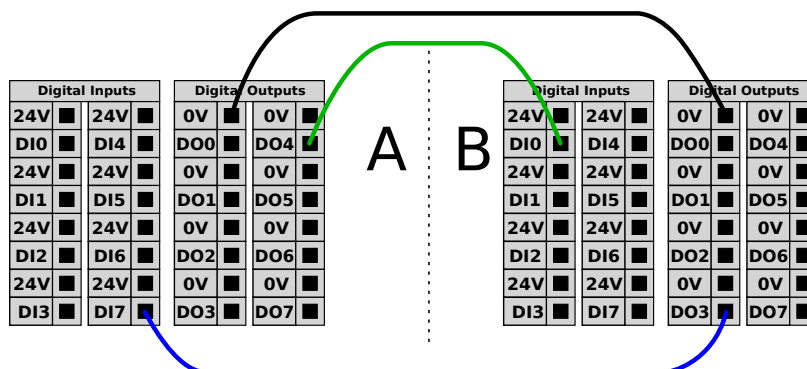 Digital Inputs Digital Outputs Digital Inputs Digital Outputs
24V 24V 0V 0V 24V 24V 0V 0V
DI0 DI4 DO0 DO4 DI0 DI4 DO0 DO4
A B
24V 24V 0V 0V 24V 24V 0V 0V
DI1 DI5 DO1 DO5 DI1 DI5 DO1 DO5
24V 24V 0V 0V 24V 24V 0V 0V
DI2 DI6 DO2 DO6 DI2 DI6 DO2 DO6
24V 24V 0V 0V 24V 24V 0V 0V
DI3 DI7 DO3 DO7 DI3 DI7 DO3 DO7